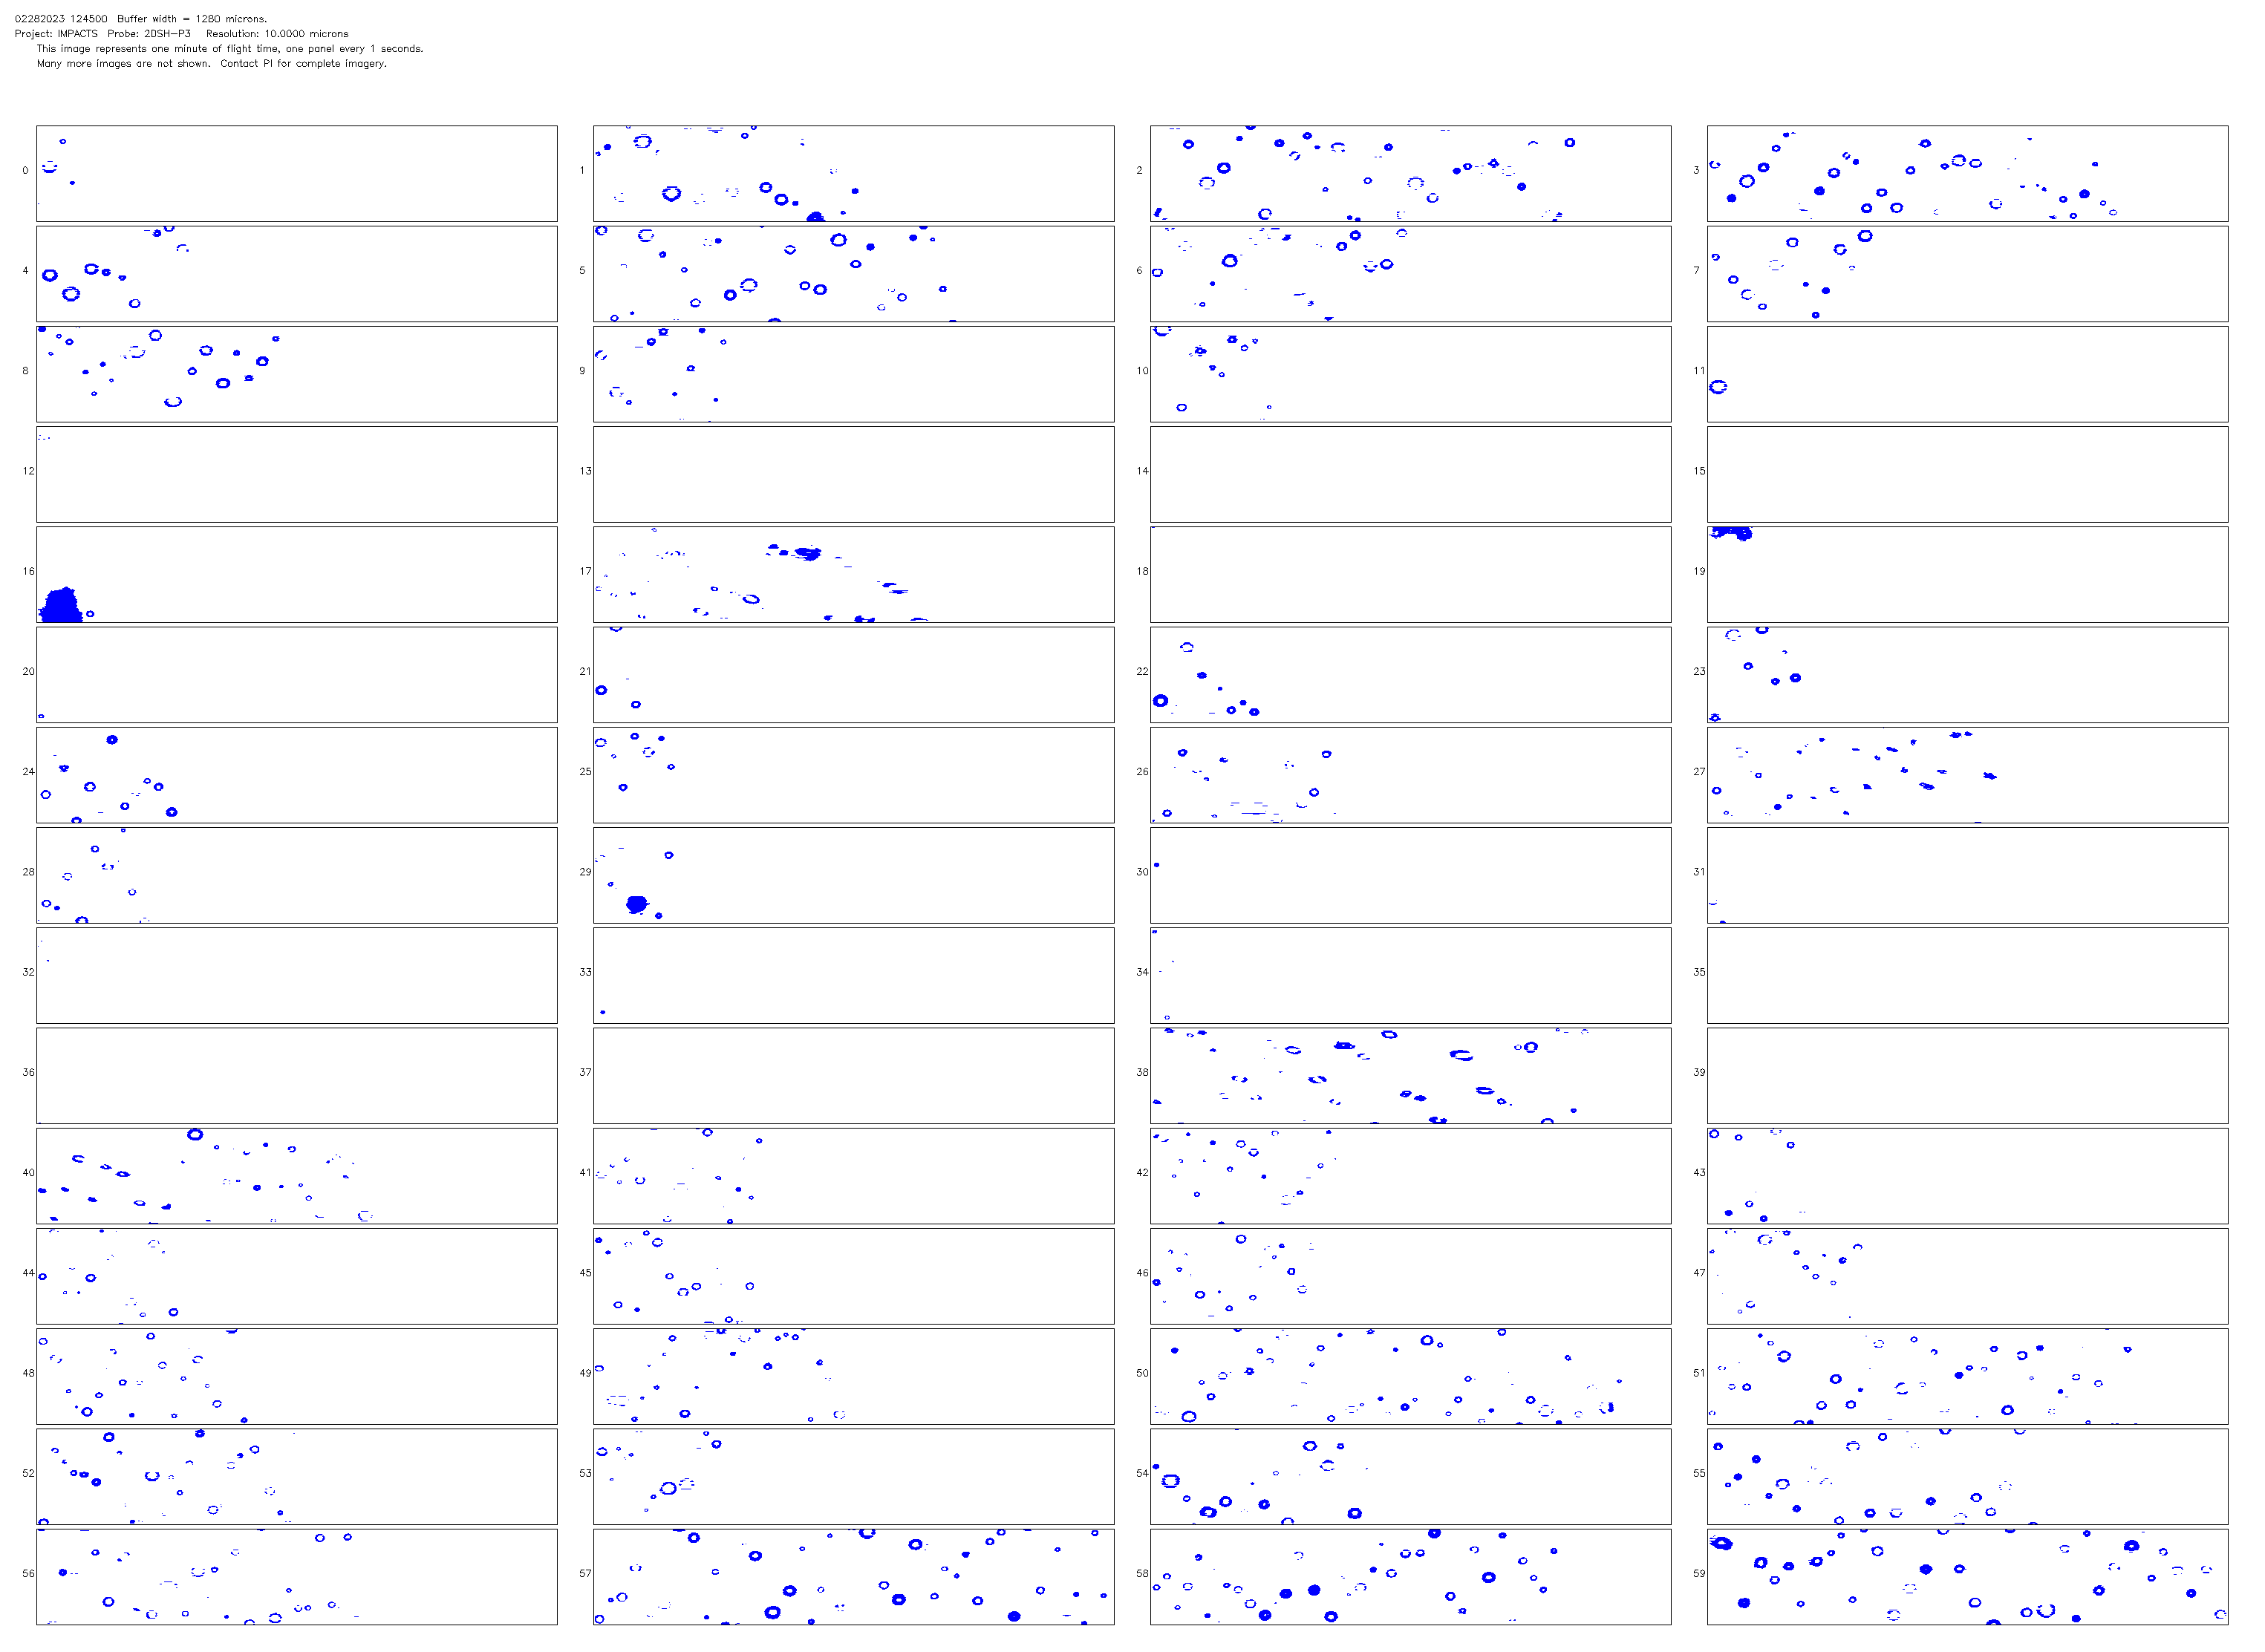 02282023 124500  Buffer width = 1280 microns.
Project: IMPACTS  Probe: 2DSH-P3  Resolution: 10.0000 microns
This image represents one minute of flight time, one panel every 1 seconds.
Many more images are not shown.  Contact PI for complete imagery.
0 1 2 3
4 5 6 7
8 9 10 11
12 13 14 15
16 17 18 19
20 21 22 23
24 25 26 27
28 29 30 31
32 33 34 35
36 37 38 39
40 41 42 43
44 45 46 47
48 49 50 51
52 53 54 55
56 57 58 59